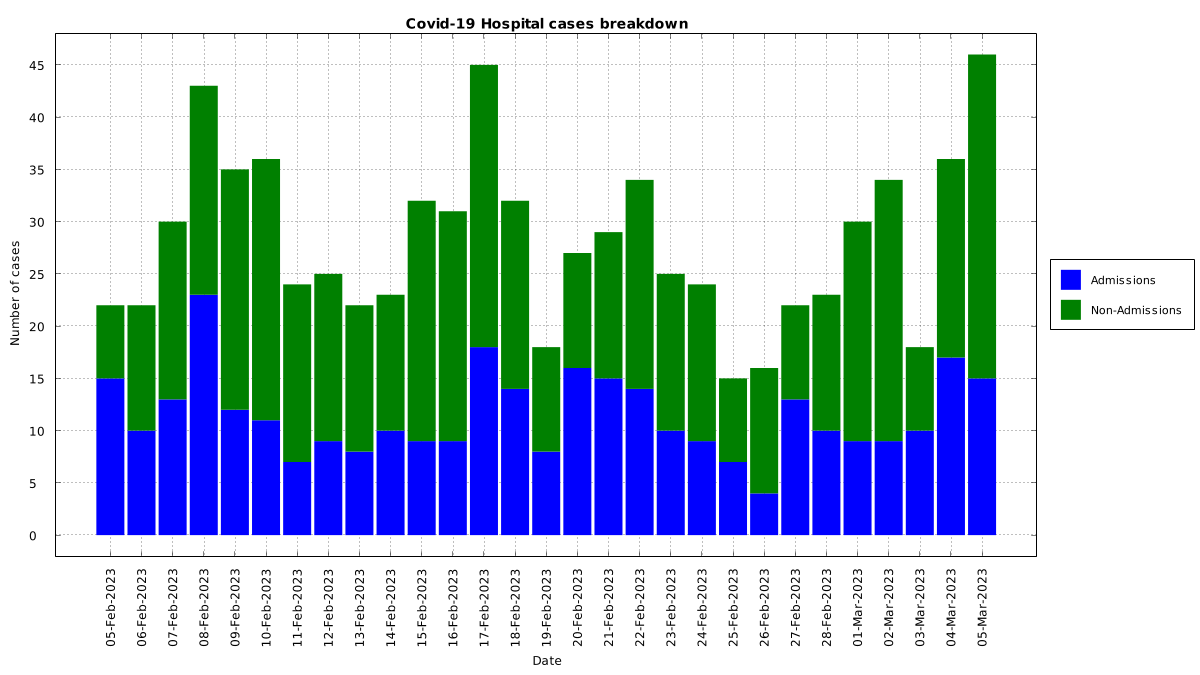 Covid-19 Hospital cases breakdown
Number of cases
45
40
35
30
25
20
15
10
5
0
05-Feb-2023
06-Feb-2023
07-Feb-2023
08-Feb-2023
09-Feb-2023
10-Feb-2023
11-Feb-2023
12-Feb-2023
13-Feb-2023
14-Feb-2023
15-Feb-2023
16-Feb-2023
17-Feb-2023
18-Feb-2023
19-Feb-2023
20-Feb-2023
21-Feb-2023
22-Feb-2023
23-Feb-2023
24-Feb-2023
25-Feb-2023
26-Feb-2023
27-Feb-2023
28-Feb-2023
01-Mar-2023
02-Mar-2023
03-Mar-2023
04-Mar-2023
05-Mar-2023
Date
Admissions
Non-Admissions